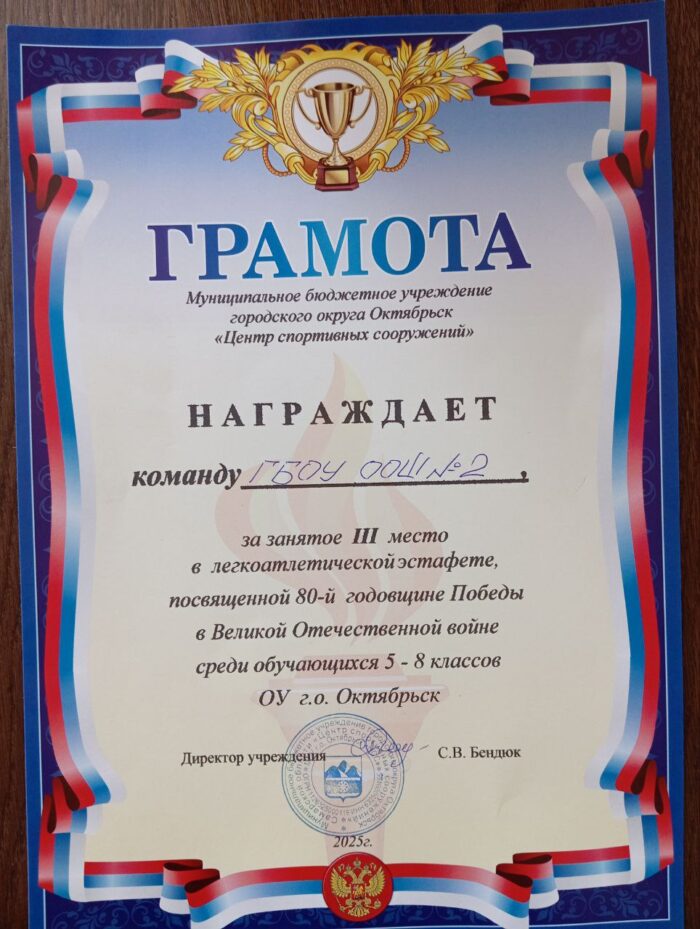 ГРАМОТА
Муниципальное бюджетное учреждение
городского округа Октябрьск
«Центр спортивных сооружений»
НАГРАЖДАЕТ
команду ГБОУ ООШ №2,
за занятое III место
в легкоатлетической эстафете,
посвященной 80-й годовщине Победы
в Великой Отечественной войне
среди обучающихся 5 - 8 классов
ОУ г.о. Октябрьск
Директор учреждения С.В. Бендюк
2025г.